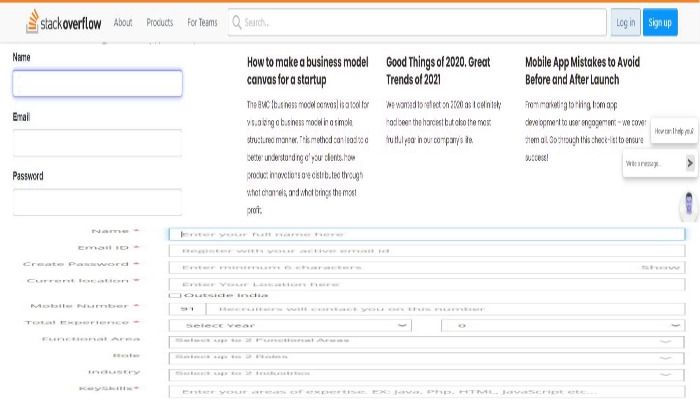 stackoverflow About Products For Teams Search... Log in Sign up
Name
Email
Password
How to make a business model
canvas for a startup
The BMC (business model canvas) is a tool for
visualizing a business model in a simple,
structured manner. This method can lead to a
better understanding of your clients, how
product innovations are distributed through
what channels, and what brings the most
profit.
Good Things of 2020. Great
Trends of 2021
We wanted to reflect on 2020 as it definitely
had been the hardest but also the most
fruitful year in our company's life.
Mobile App Mistakes to Avoid
Before and After Launch
From marketing to hiring, from app
development to user engagement – we cover
them all. Go through this check-list to ensure
success!
How can I help you?
Write a message..
Name * Enter your full name here
Email ID * Register with your active email id
Create Password * Enter minimum 6 characters Show
Current location * Enter Your Location here
Outside India
Mobile Number * 91 Recruiters will contact you on this number
Total Experience * Select Year 0
Functional Area Select up to 2 Functional Areas
Role Select up to 2 Roles
Industry Select up to 2 Industries
KeySkills* Enter your areas of expertise. EX: Java, Php, HTML, JavaScript etc...